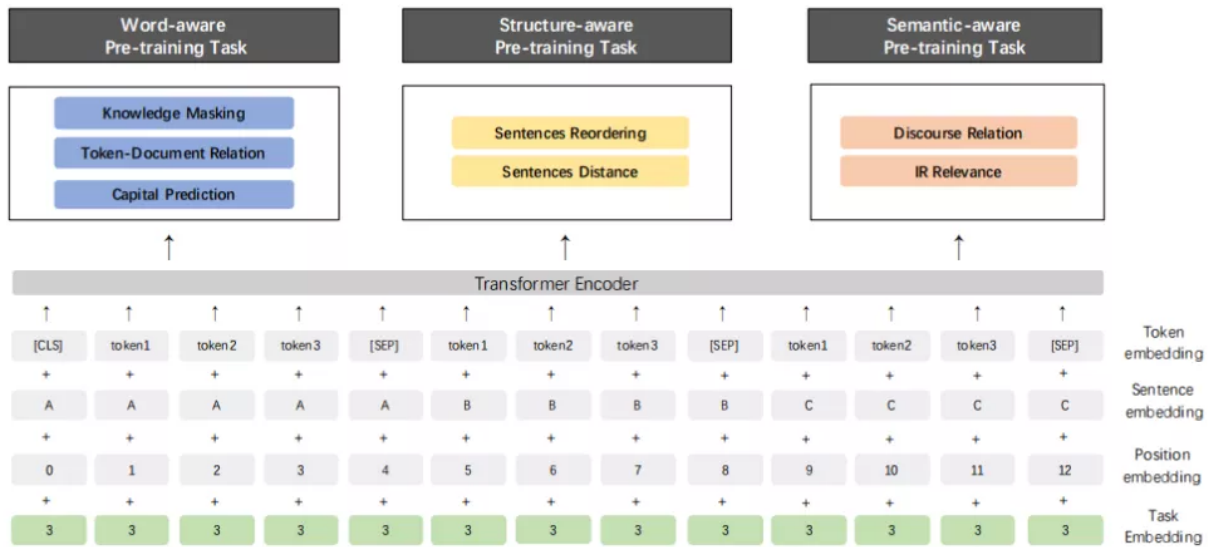 Word-aware
Pre-training Task
Structure-aware
Pre-training Task
Semantic-aware
Pre-training Task
Knowledge Masking
Token-Document Relation
Capital Prediction
Sentences Reordering
Sentences Distance
Discourse Relation
IR Relevance
Transformer Encoder
[CLS] token1 token2 token3 [SEP] token1 token2 token3 [SEP] token1 token2 token3 [SEP]
Token
embedding
+ + + + + + + + + + + + +
A A A A A B B B B C C C C
Sentence
embedding
+ + + + + + + + + + + + +
0 1 2 3 4 5 6 7 8 9 10 11 12
Position
embedding
+ + + + + + + + + + + + +
3 3 3 3 3 3 3 3 3 3 3 3 3
Task
Embedding